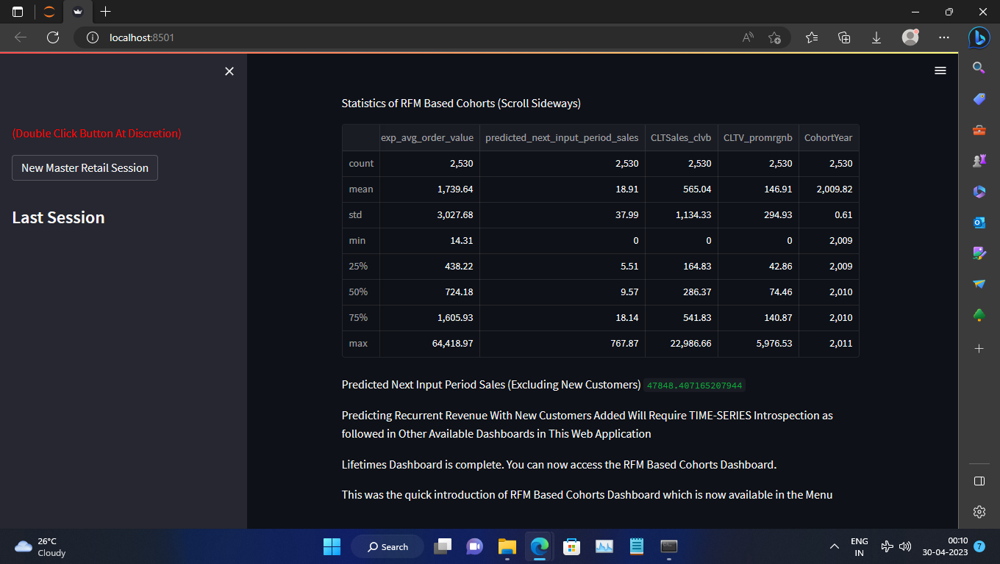 localhost:8501
(Double Click Button At Discretion)
New Master Retail Session
Last Session
Statistics of RFM Based Cohorts (Scroll Sideways)
exp_avg_order_value predicted_next_input_period_sales CLTSales_clvb CLTV_promrgnb CohortYear
count 2,530 2,530 2,530 2,530 2,530
mean 1,739.64 18.91 565.04 146.91 2,009.82
std 3,027.68 37.99 1,134.33 294.93 0.61
min 14.31 0 0 0 2,009
25% 438.22 5.51 164.83 42.86 2,009
50% 724.18 9.57 286.37 74.46 2,010
75% 1,605.93 18.14 541.83 140.87 2,010
max 64,418.97 767.87 22,986.66 5,976.53 2,011
Predicted Next Input Period Sales (Excluding New Customers) 47848.407165207944
Predicting Recurrent Revenue With New Customers Added Will Require TIME-SERIES Introspection as
followed in Other Available Dashboards in This Web Application
Lifetimes Dashboard is complete. You can now access the RFM Based Cohorts Dashboard.
This was the quick introduction of RFM Based Cohorts Dashboard which is now available in the Menu
26°C
Cloudy
Search
ENG
IN
00:10
30-04-2023
7